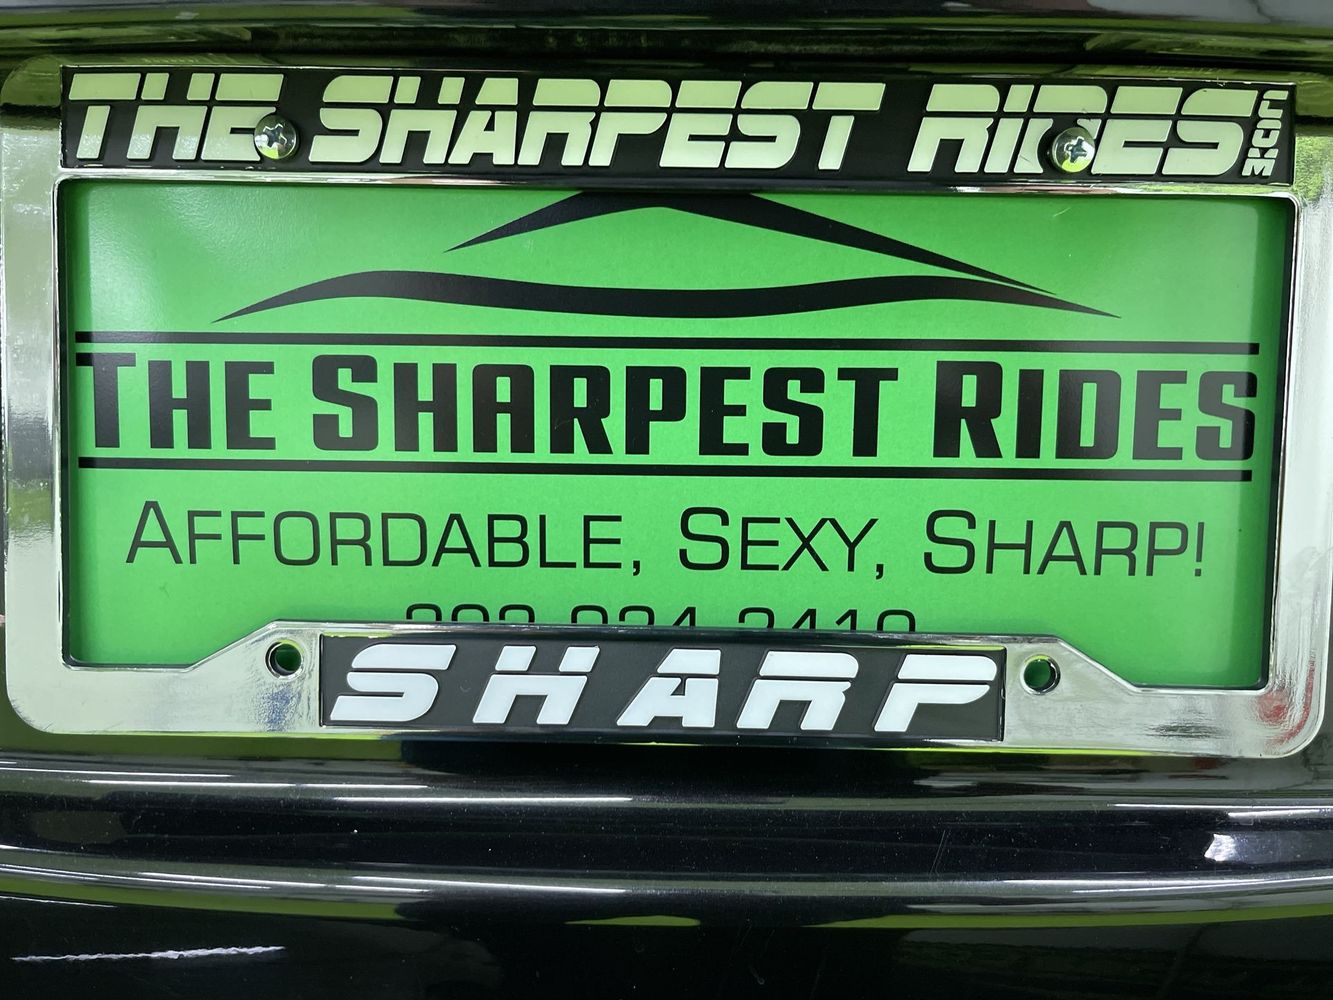 THE SHARPEST RIDES
.COM
THE SHARPEST RIDES
AFFORDABLE, SEXY, SHARP!
SHARP